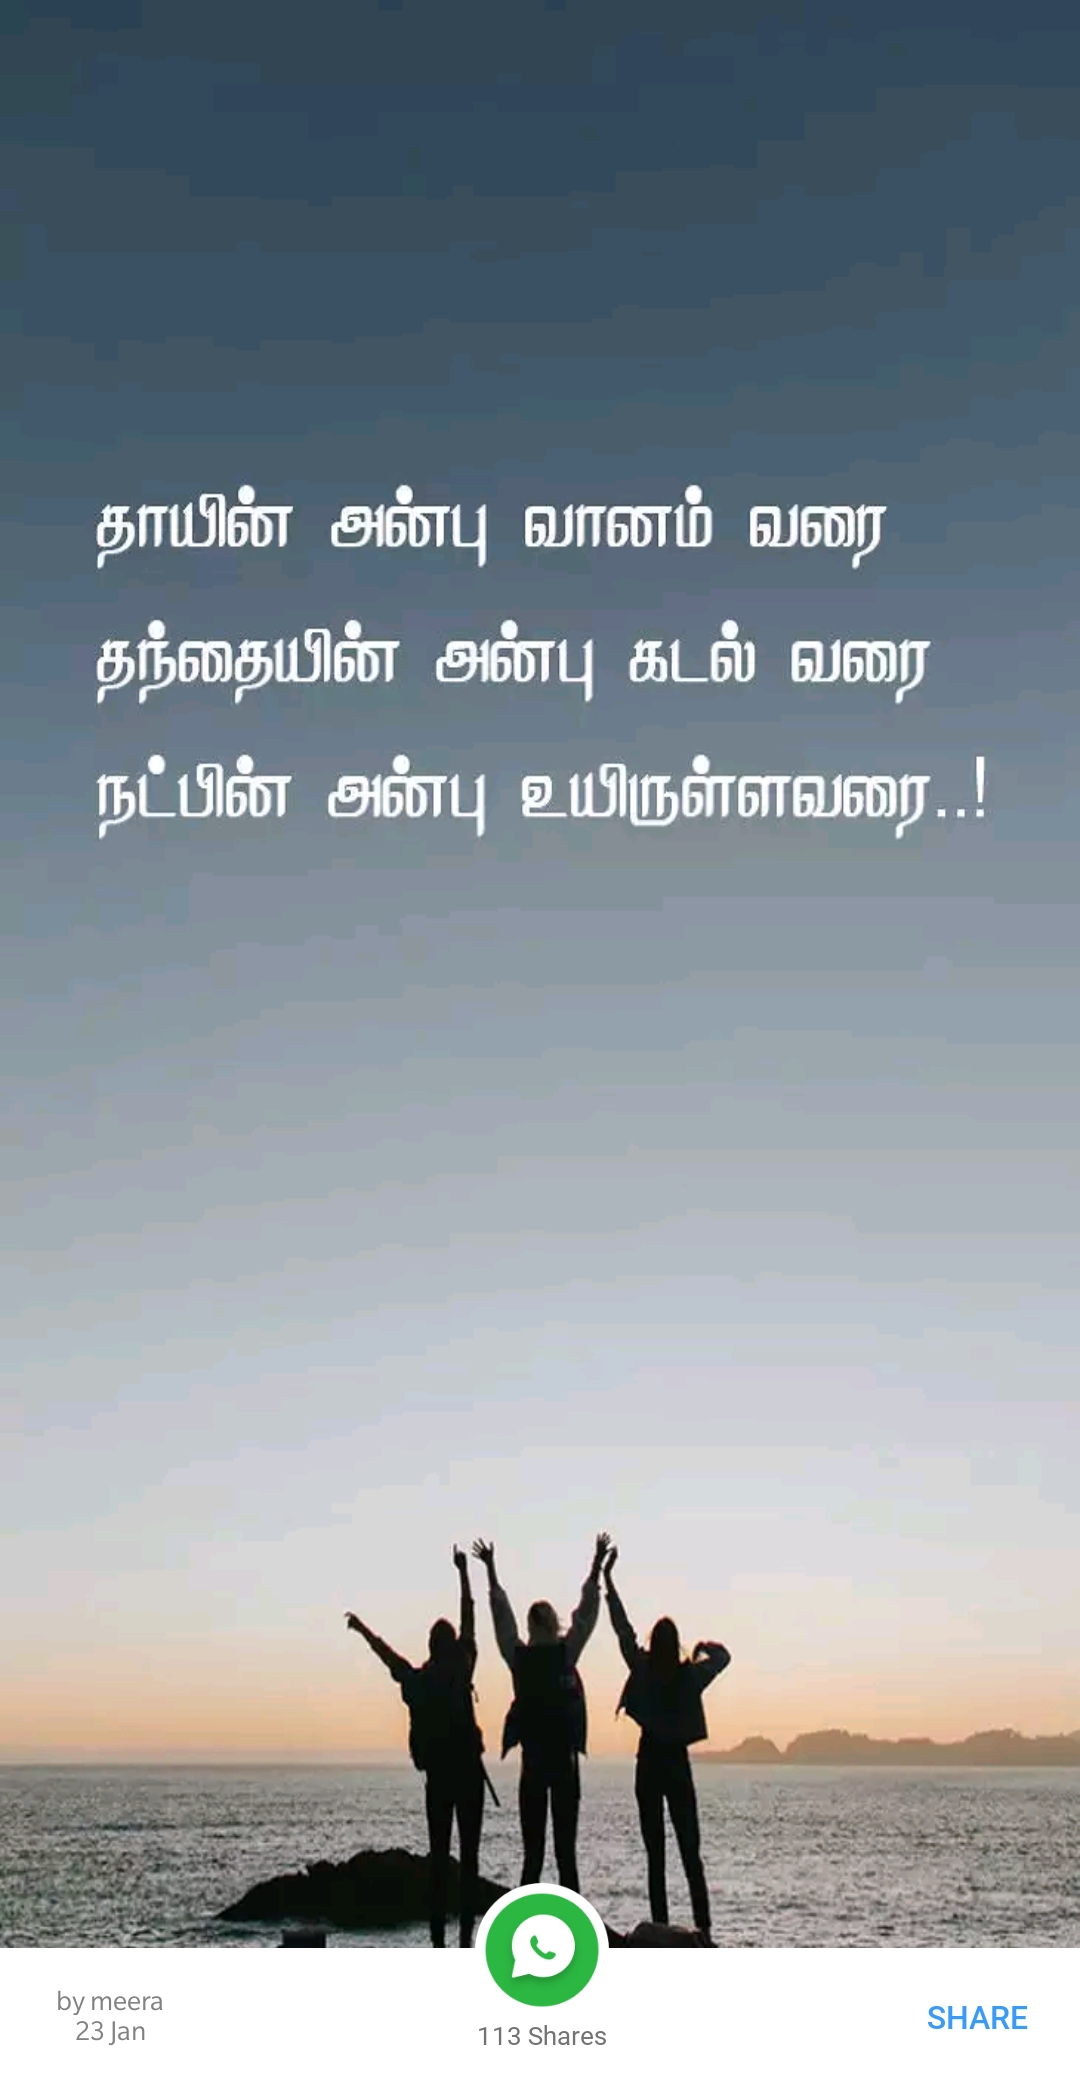 தாயின் அன்பு வானம் வரை
தந்தையின் அன்பு கடல் வரை
நட்பின் அன்பு உயிருள்ளவரை..!
by meera
23 Jan
113 Shares
SHARE